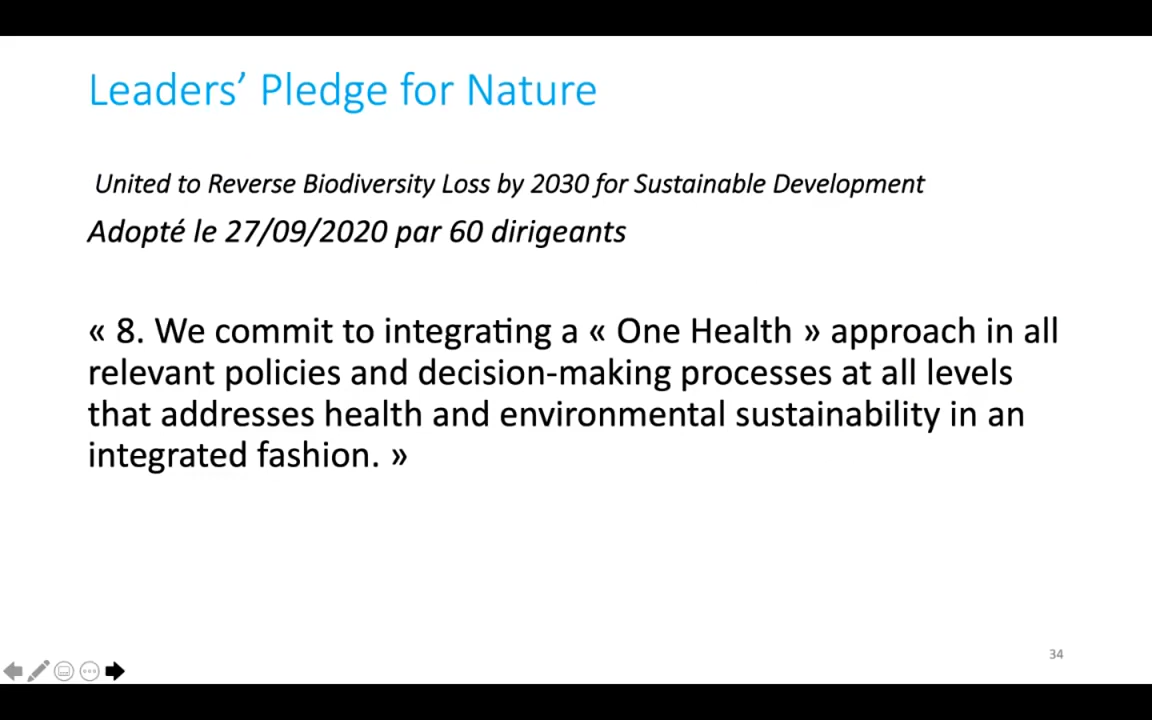 Leaders’ Pledge for Nature
United to Reverse Biodiversity Loss by 2030 for Sustainable Development
Adopté le 27/09/2020 par 60 dirigeants
« 8. We commit to integrating a « One Health » approach in all
relevant policies and decision-making processes at all levels
that addresses health and environmental sustainability in an
integrated fashion. »
34